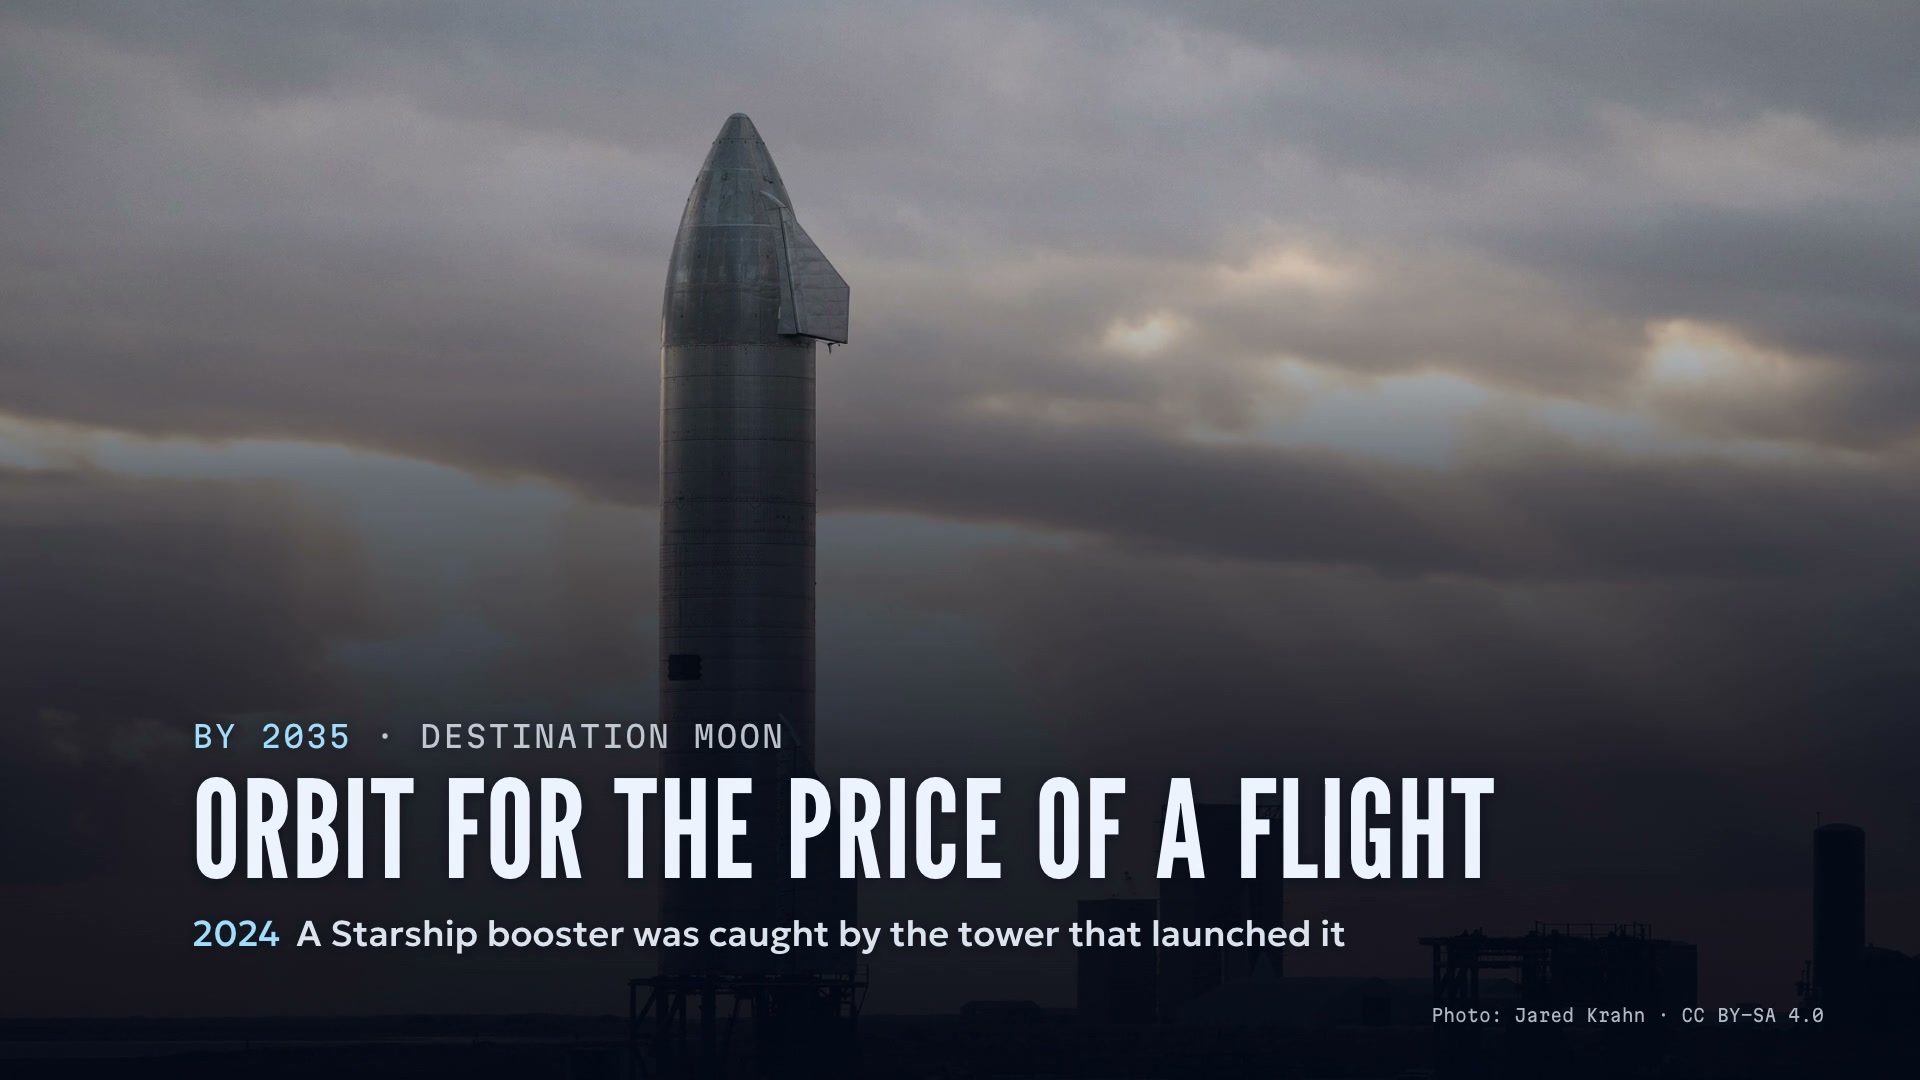 BY 2035 · DESTINATION MOON
ORBIT FOR THE PRICE OF A FLIGHT
2024 A Starship booster was caught by the tower that launched it
Photo: Jared Krahn · CC BY-SA 4.0